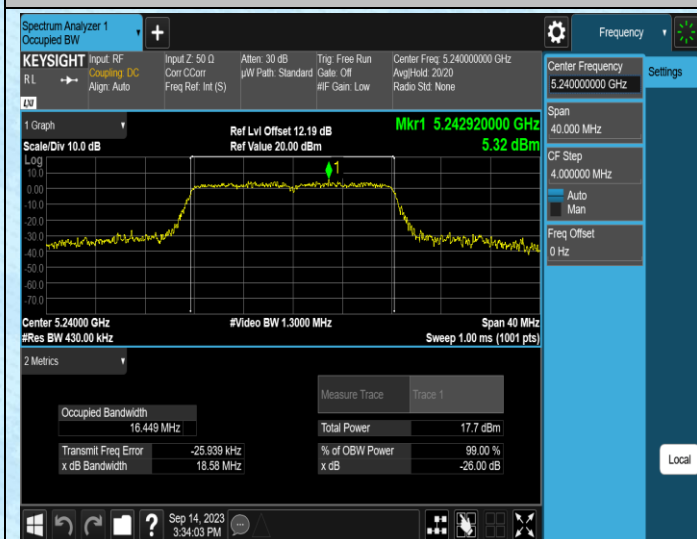 Spectrum Analyzer 1
Occupied BW
+
Frequency
KEYSIGHT
R L
LXI
Input: RF
Coupling: DC
Align: Auto
Input Z: 50 Ω
Corr CCorr
Freq Ref: Int (S)
Atten: 30 dB
µW Path: Standard
Trig: Free Run
Gate: Off
#IF Gain: Low
Center Freq: 5.240000000 GHz
Avg|Hold: 20/20
Radio Std: None
Center Frequency
5.240000000 GHz
Settings
Span
40.000 MHz
CF Step
4.000000 MHz
Auto
Man
Freq Offset
0 Hz
1 Graph
Scale/Div 10.0 dB
Ref Lvl Offset 12.19 dB
Ref Value 20.00 dBm
Mkr1 5.242920000 GHz
5.32 dBm
Log
10.0
0.00
-10.0
-20.0
-30.0
-40.0
-50.0
-60.0
-70.0
1
Center 5.24000 GHz
#Video BW 1.3000 MHz
Span 40 MHz
#Res BW 430.00 kHz
Sweep 1.00 ms (1001 pts)
2 Metrics
Measure Trace
Trace 1
Occupied Bandwidth
16.449 MHz
Total Power
17.7 dBm
Transmit Freq Error
-25.939 kHz
% of OBW Power
99.00 %
x dB Bandwidth
18.58 MHz
x dB
-26.00 dB
Local
?
Sep 14, 2023
3:34:03 PM